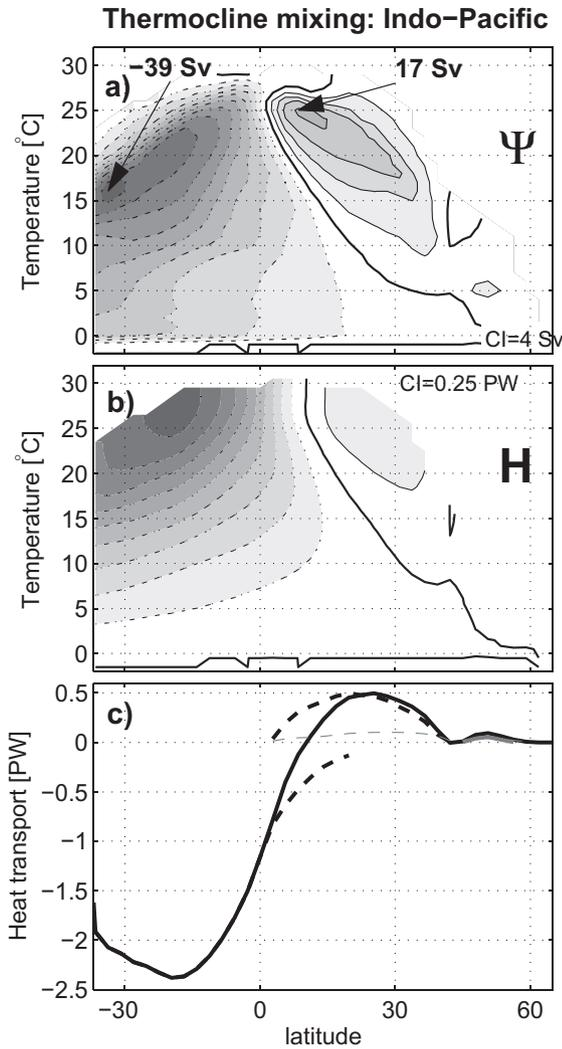 Thermocline mixing: Indo−Pacific
a)
−39 Sv
17 Sv
Ψ
30
25
20
15
10
5
0
Temperature [°C]
CI=4 Sv
b)
CI=0.25 PW
H
30
25
20
15
10
5
0
Temperature [°C]
c)
0.5
0
−0.5
−1
−1.5
−2
−2.5
Heat transport [PW]
−30 0 30 60
latitude